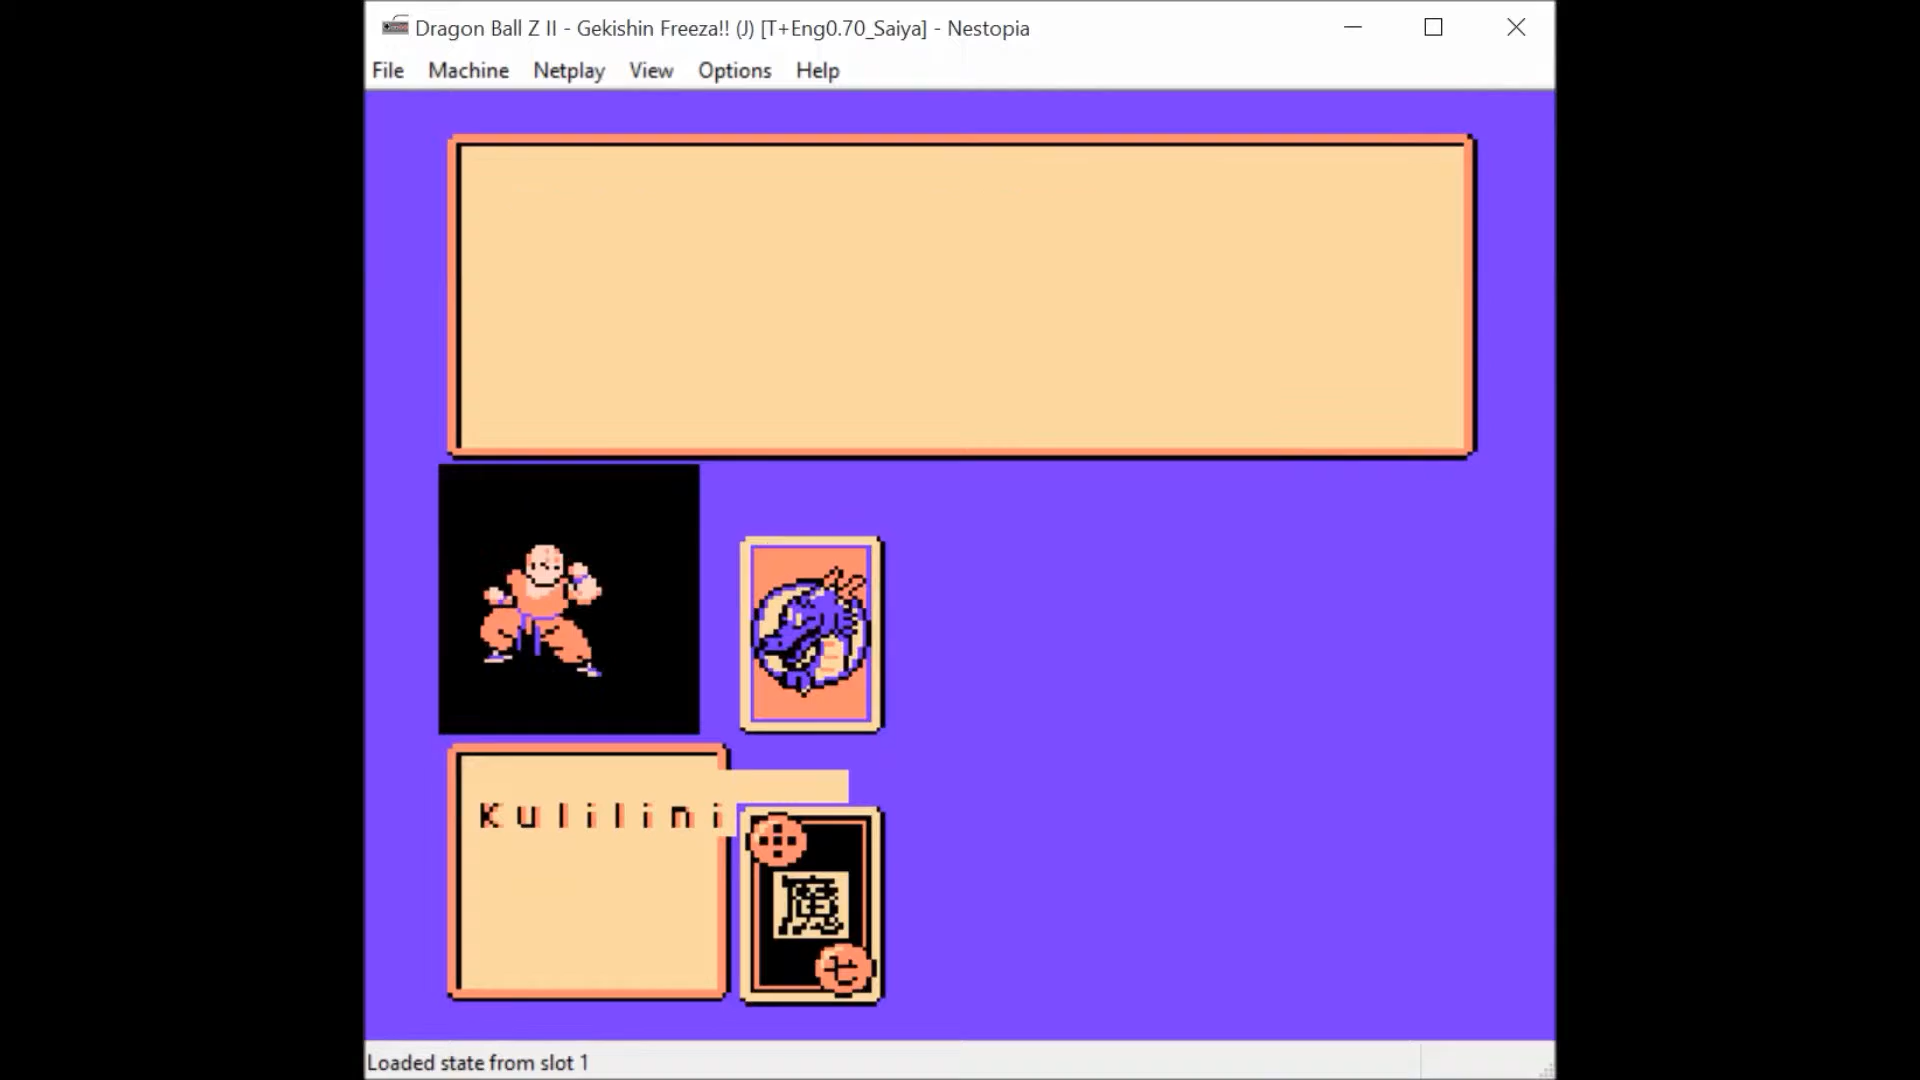 Dragon Ball Z II - Gekishin Freeza!! (J) [T+Eng0.70_Saiya] - Nestopia
File Machine Netplay View Options Help
Kulilini
魔
七
Loaded state from slot 1